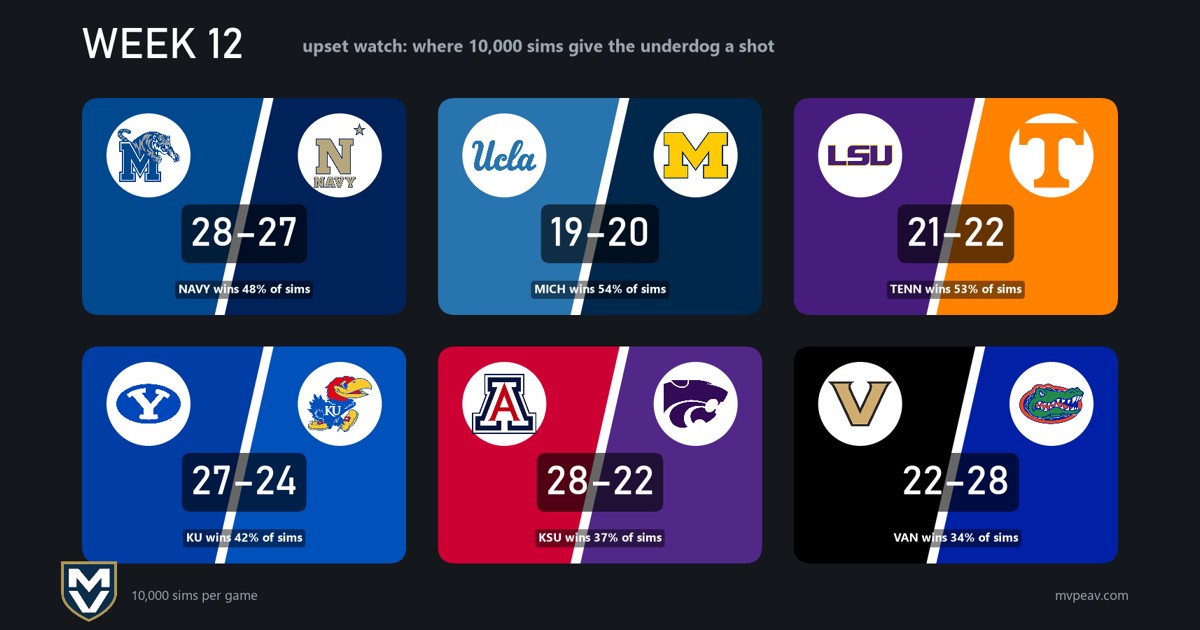 WEEK 12
upset watch: where 10,000 sims give the underdog a shot
M
N
NAVY
28–27
NAVY wins 48% of sims
Ucla
M
19–20
MICH wins 54% of sims
LSU
T
21–22
TENN wins 53% of sims
Y
KU
27–24
KU wins 42% of sims
A
28–22
KSU wins 37% of sims
V
22–28
VAN wins 34% of sims
MV
10,000 sims per game
mvpeav.com